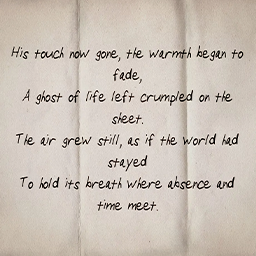 His touch now gone, the warmth began to
fade,
A ghost of life left crumpled on the
sheet.
The air grew still, as if the world had
stayed
To hold its breath where absence and
time meet.